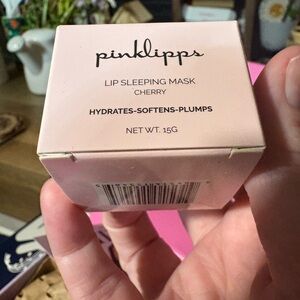 pinklipps
LIP SLEEPING MASK
CHERRY
HYDRATES-SOFTENS-PLUMPS
NET WT. 15G